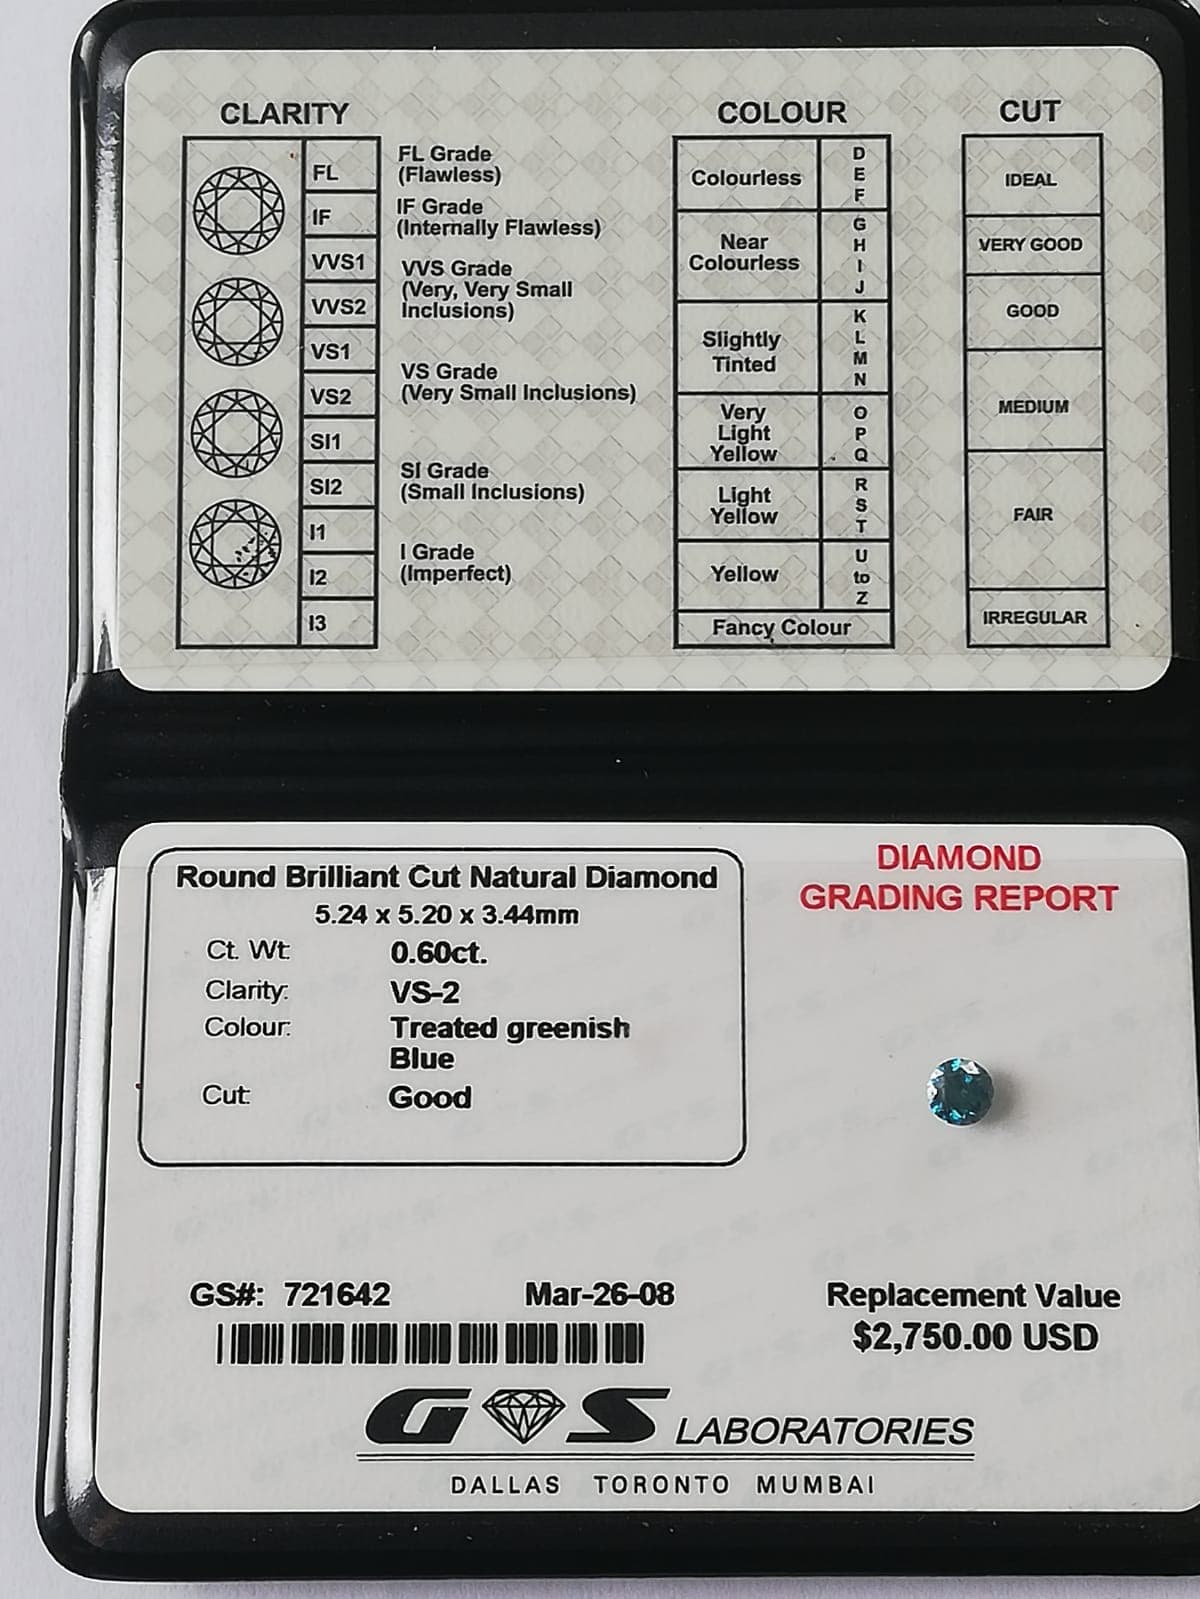 CLARITY
FL
IF
VVS1
VVS2
VS1
VS2
SI1
SI2
I1
I2
I3
FL Grade
(Flawless)
IF Grade
(Internally Flawless)
VVS Grade
(Very, Very Small
Inclusions)
VS Grade
(Very Small Inclusions)
SI Grade
(Small Inclusions)
I Grade
(Imperfect)
COLOUR
Colourless
D
E
F
Near
Colourless
G
H
I
J
Slightly
Tinted
K
L
M
N
Very
Light
Yellow
O
P
Q
Light
Yellow
R
S
T
Yellow
U
to
Z
Fancy Colour
CUT
IDEAL
VERY GOOD
GOOD
MEDIUM
FAIR
IRREGULAR
Round Brilliant Cut Natural Diamond
5.24 x 5.20 x 3.44mm
Ct. Wt: 0.60ct.
Clarity: VS-2
Colour: Treated greenish
Blue
Cut: Good
DIAMOND
GRADING REPORT
GS#: 721642 Mar-26-08
Replacement Value
$2,750.00 USD
G S LABORATORIES
DALLAS TORONTO MUMBAI